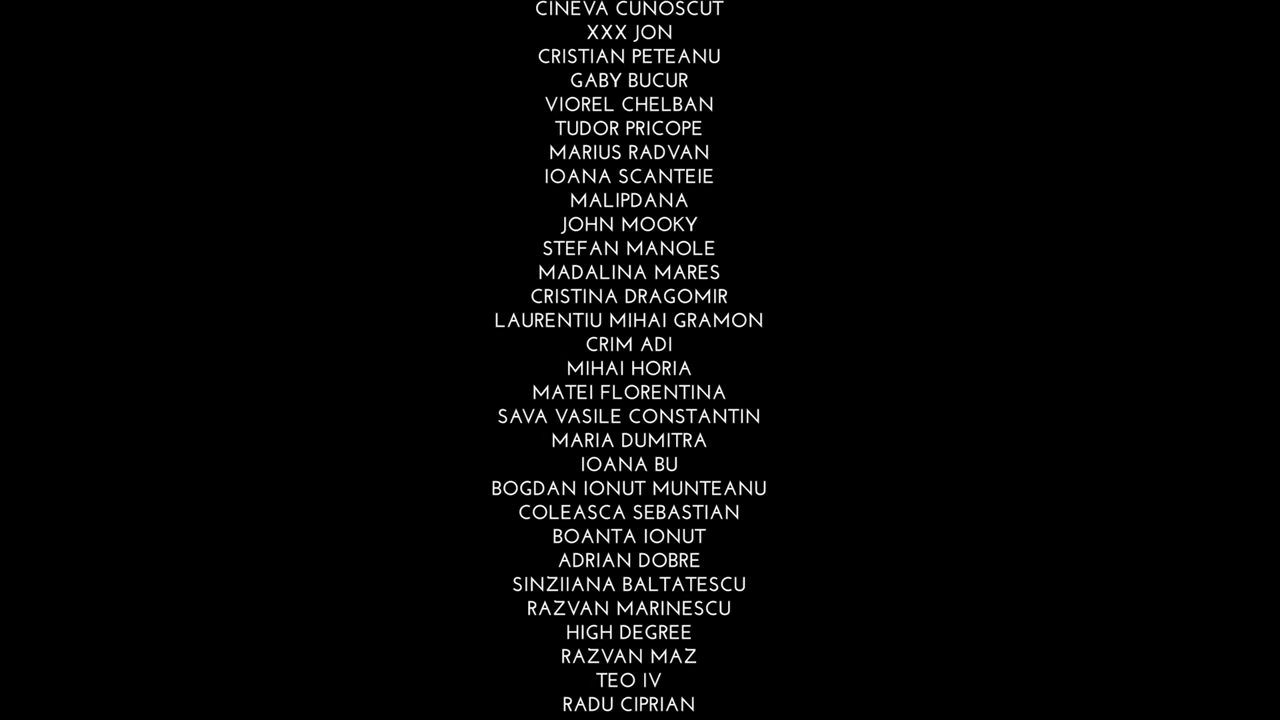 CINEVA CUNOSCUT
XXX JON
CRISTIAN PETEANU
GABY BUCUR
VIOREL CHELBAN
TUDOR PRICOPE
MARIUS RADVAN
IOANA SCANTEIE
MALIPDANA
JOHN MOOKY
STEFAN MANOLE
MADALINA MARES
CRISTINA DRAGOMIR
LAURENTIU MIHAI GRAMON
CRIM ADI
MIHAI HORIA
MATEI FLORENTINA
SAVA VASILE CONSTANTIN
MARIA DUMITRA
IOANA BU
BOGDAN IONUT MUNTEANU
COLEASCA SEBASTIAN
BOANTA IONUT
ADRIAN DOBRE
SINZIIANA BALTATESCU
RAZVAN MARINESCU
HIGH DEGREE
RAZVAN MAZ
TEO IV
RADU CIPRIAN